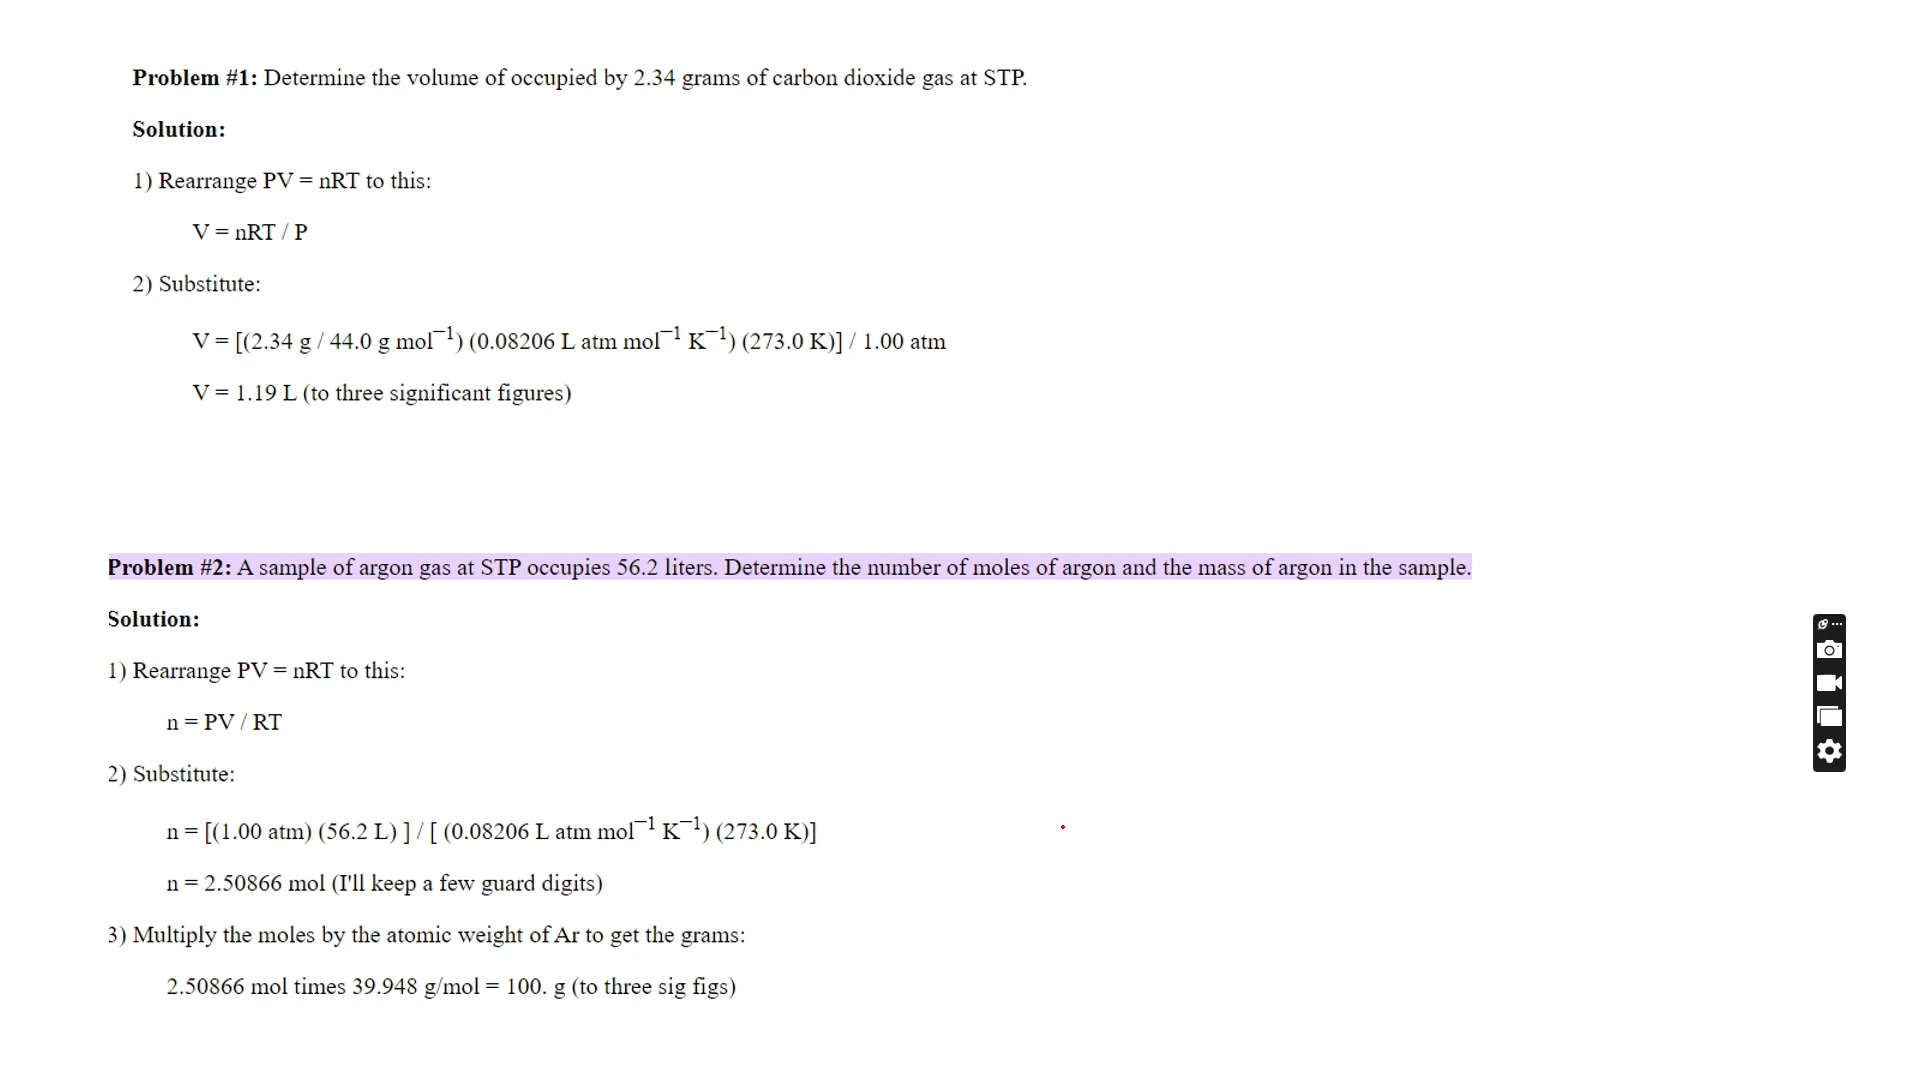 Problem #1: Determine the volume of occupied by 2.34 grams of carbon dioxide gas at STP.
Solution:
1) Rearrange PV = nRT to this:
V = nRT / P
2) Substitute:
V = [(2.34 g / 44.0 g mol⁻¹) (0.08206 L atm mol⁻¹ K⁻¹) (273.0 K)] / 1.00 atm
V = 1.19 L (to three significant figures)
Problem #2: A sample of argon gas at STP occupies 56.2 liters. Determine the number of moles of argon and the mass of argon in the sample.
Solution:
1) Rearrange PV = nRT to this:
n = PV / RT
2) Substitute:
n = [(1.00 atm) (56.2 L) ] / [ (0.08206 L atm mol⁻¹ K⁻¹) (273.0 K)]
n = 2.50866 mol (I'll keep a few guard digits)
3) Multiply the moles by the atomic weight of Ar to get the grams:
2.50866 mol times 39.948 g/mol = 100. g (to three sig figs)